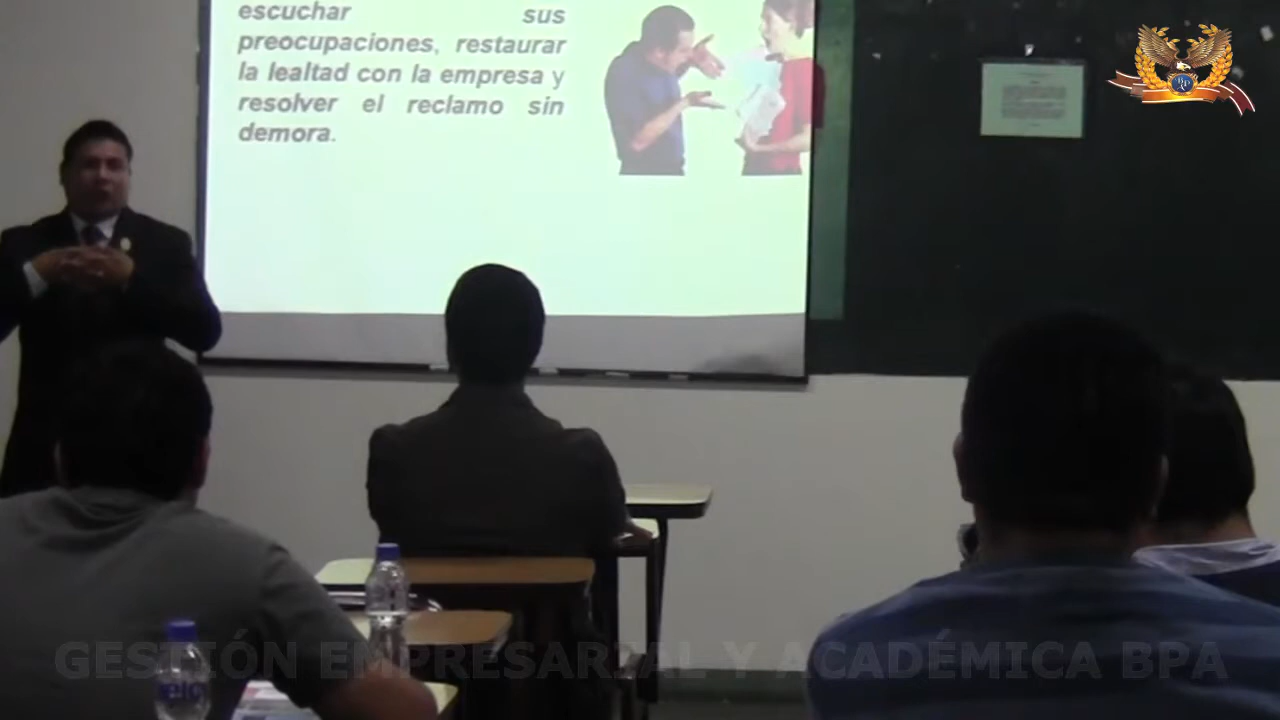 escuchar sus
preocupaciones, restaurar
la lealtad con la empresa y
resolver el reclamo sin
demora.
GESTIÓN EMPRESARIAL Y ACADÉMICA BPA